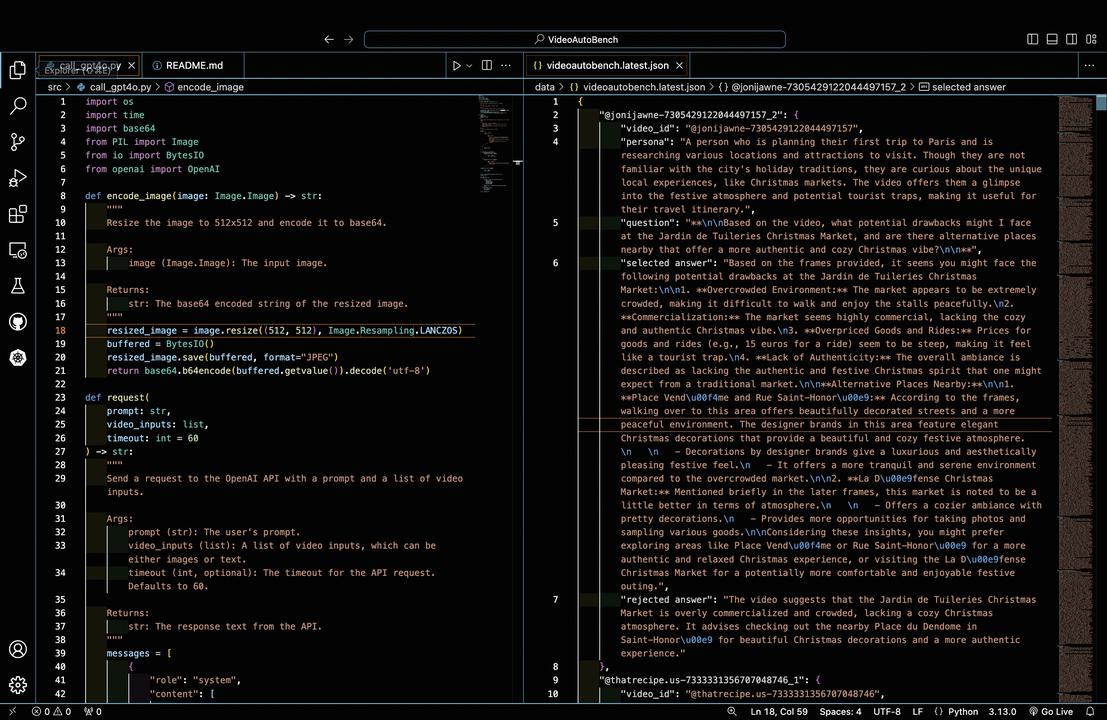 VideoAutoBench
call_gpt4o.py
README.md
videoautobench.latest.json
src > call_gpt4o.py > encode_image
data > videoautobench.latest.json > @jonijawne-7305429122044497157_2 > selected answer
1 import os
2 import time
3 import base64
4 from PIL import Image
5 from io import BytesIO
6 from openai import OpenAI
7
8 def encode_image(image: Image.Image) -> str:
9 """
10 Resize the image to 512x512 and encode it to base64.
11
12 Args:
13 image (Image.Image): The input image.
14
15 Returns:
16 str: The base64 encoded string of the resized image.
17 """
18 resized_image = image.resize((512, 512), Image.Resampling.LANCZOS)
19 buffered = BytesIO()
20 resized_image.save(buffered, format="JPEG")
21 return base64.b64encode(buffered.getvalue()).decode('utf-8')
22
23 def request(
24 prompt: str,
25 video_inputs: list,
26 timeout: int = 60
27 ) -> str:
28 """
29 Send a request to the OpenAI API with a prompt and a list of video
inputs.
30
31 Args:
32 prompt (str): The user's prompt.
33 video_inputs (list): A list of video inputs, which can be
either images or text.
34 timeout (int, optional): The timeout for the API request.
Defaults to 60.
35
36 Returns:
37 str: The response text from the API.
38 """
39 messages = [
40 {
41 "role": "system",
42 "content": [
1 {
2 "@jonijawne-7305429122044497157_2": {
3 "video_id": "@jonijawne-7305429122044497157",
4 "persona": "A person who is planning their first trip to Paris and is
researching various locations and attractions to visit. Though they are not
familiar with the city's holiday traditions, they are curious about the unique
local experiences, like Christmas markets. The video offers them a glimpse
into the festive atmosphere and potential tourist traps, making it useful for
their travel itinerary.",
5 "question": "**\n\nBased on the video, what potential drawbacks might I face
at the Jardin de Tuileries Christmas Market, and are there alternative places
nearby that offer a more authentic and cozy Christmas vibe?\n\n**",
6 "selected answer": "Based on the frames provided, it seems you might face the
following potential drawbacks at the Jardin de Tuileries Christmas
Market:\n\n1. **Overcrowded Environment:** The market appears to be extremely
crowded, making it difficult to walk and enjoy the stalls peacefully.\n2.
**Commercialization:** The market seems highly commercial, lacking the cozy
and authentic Christmas vibe.\n3. **Overpriced Goods and Rides:** Prices for
goods and rides (e.g., 15 euros for a ride) seem to be steep, making it feel
like a tourist trap.\n4. **Lack of Authenticity:** The overall ambiance is
described as lacking the authentic and festive Christmas spirit that one might
expect from a traditional market.\n\n**Alternative Places Nearby:**\n\n1.
**Place Vend\u00f4me and Rue Saint-Honor\u00e9:** According to the frames,
walking over to this area offers beautifully decorated streets and a more
peaceful environment. The designer brands in this area feature elegant
Christmas decorations that provide a beautiful and cozy festive atmosphere.
\n \n - Decorations by designer brands give a luxurious and aesthetically
pleasing festive feel.\n - It offers a more tranquil and serene environment
compared to the overcrowded market.\n\n2. **La D\u00e9fense Christmas
Market:** Mentioned briefly in the later frames, this market is noted to be a
little better in terms of atmosphere.\n \n - Offers a cozier ambiance with
pretty decorations.\n - Provides more opportunities for taking photos and
sampling various goods.\n\nConsidering these insights, you might prefer
exploring areas like Place Vend\u00f4me or Rue Saint-Honor\u00e9 for a more
authentic and relaxed Christmas experience, or visiting the La D\u00e9fense
Christmas Market for a potentially more comfortable and enjoyable festive
outing.",
7 "rejected answer": "The video suggests that the Jardin de Tuileries Christmas
Market is overly commercialized and crowded, lacking a cozy Christmas
atmosphere. It advises checking out the nearby Place du Dendome in
Saint-Honor\u00e9 for beautiful Christmas decorations and a more authentic
experience."
8 },
9 "@thatrecipe.us-7333331356707048746_1": {
10 "video_id": "@thatrecipe.us-7333331356707048746",
0 0 0
Ln 18, Col 59 Spaces: 4 UTF-8 LF Python 3.13.0 Go Live